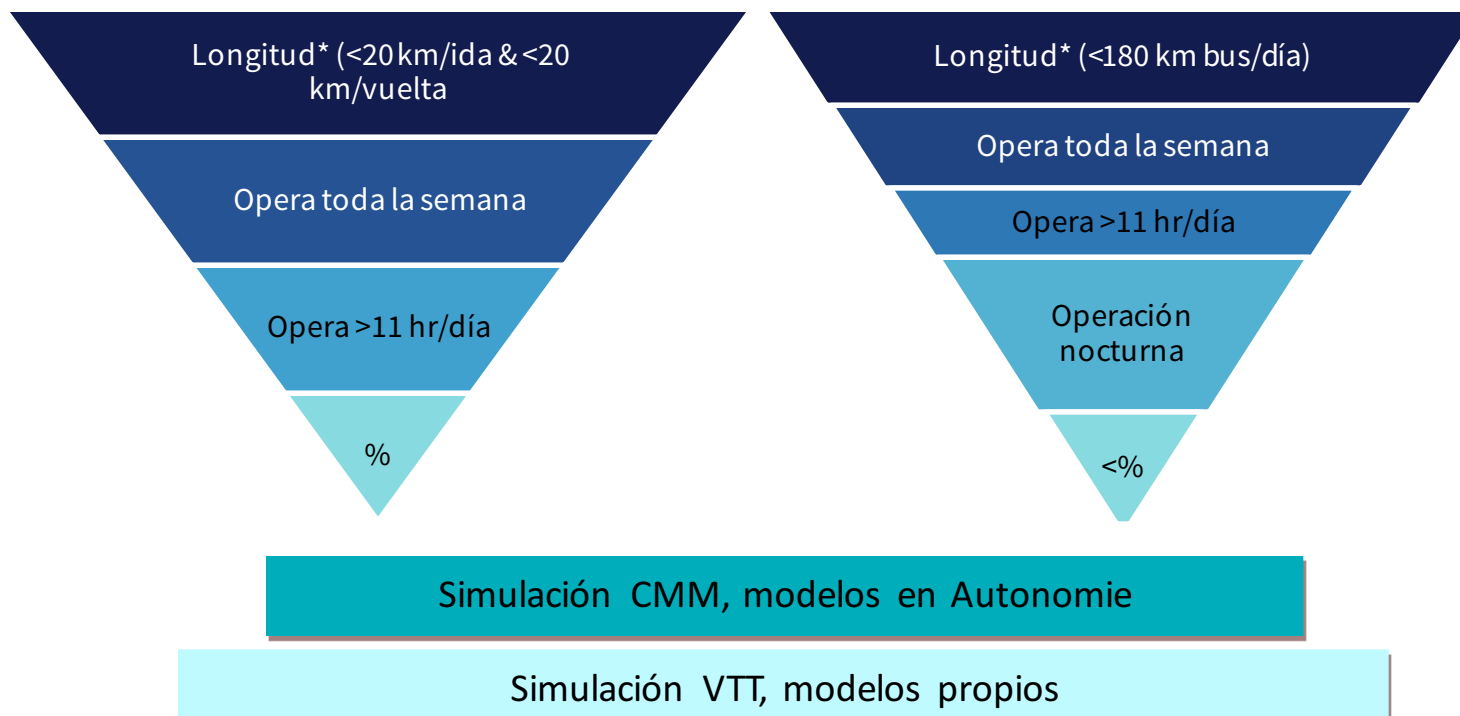 Longitud* (<20 km/ida & <20
km/vuelta
Opera toda la semana
Opera >11 hr/día
%
Longitud* (<180 km bus/día)
Opera toda la semana
Opera >11 hr/día
Operación
nocturna
<%
Simulación CMM, modelos en Autonomie
Simulación VTT, modelos propios